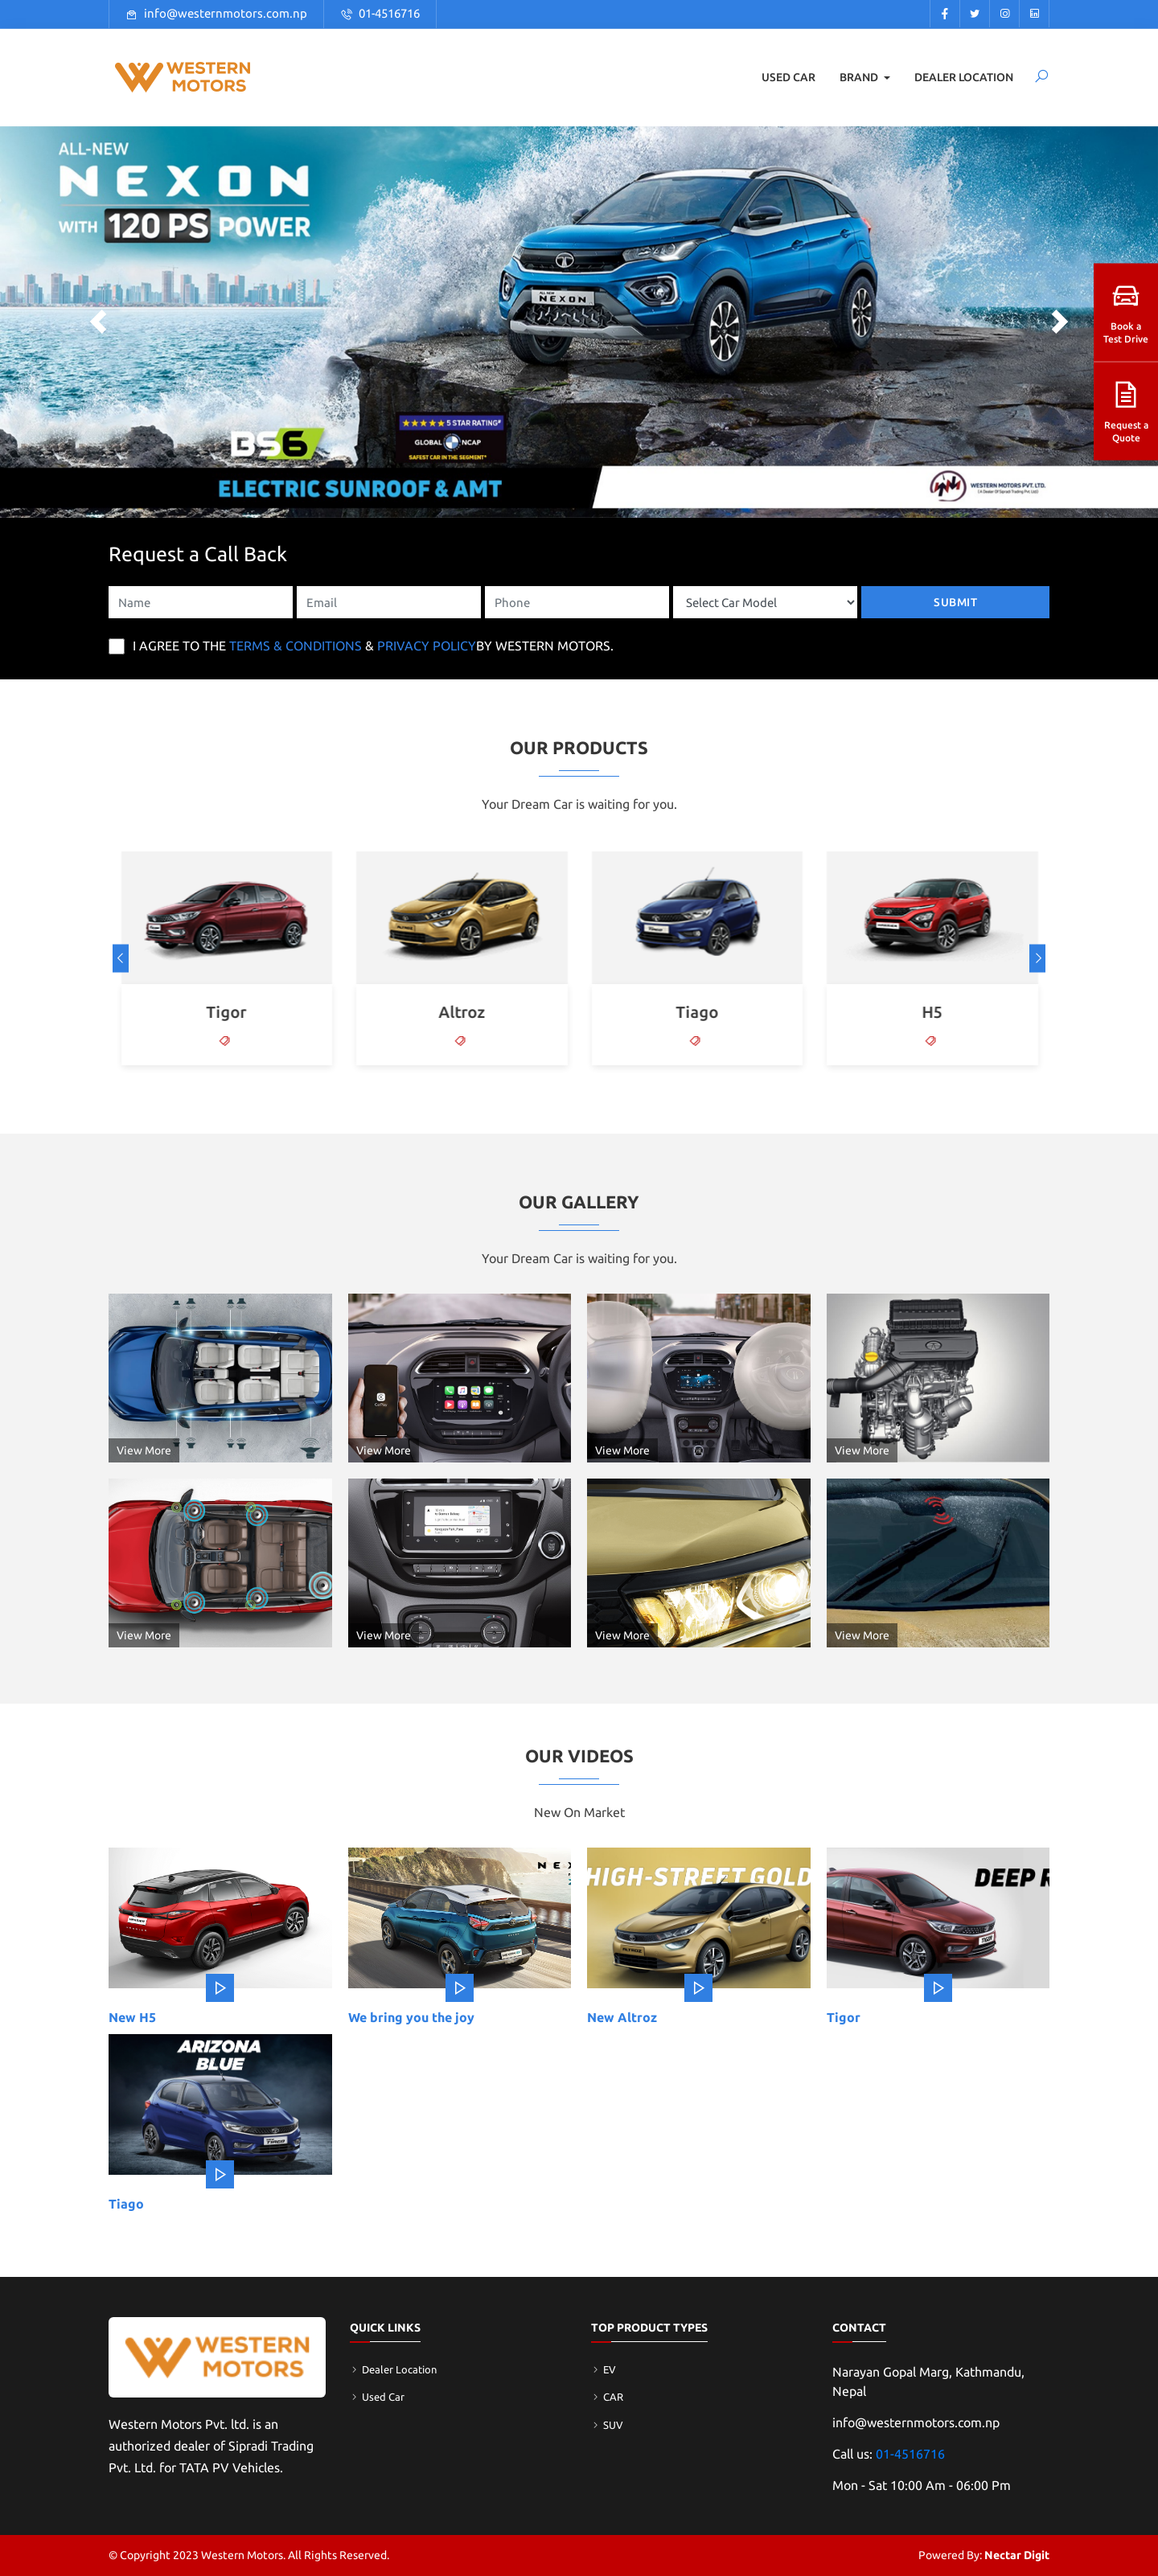 info@westernmotors.com.np
01-4516716
WESTERN MOTORS
USED CAR
BRAND
DEALER LOCATION
ALL-NEW
NEXON
WITH 120 PS POWER
NEXON
Book a
Test Drive
Request a
Quote
BS6
5 STAR RATING*
GLOBAL NCAP
SAFEST CAR IN THE SEGMENT*
ELECTRIC SUNROOF & AMT
WESTERN MOTORS PVT. LTD.
Request a Call Back
Name
Email
Phone
Select Car Model
SUBMIT
I AGREE TO THE TERMS & CONDITIONS & PRIVACY POLICYBY WESTERN MOTORS.
OUR PRODUCTS
Your Dream Car is waiting for you.
Tigor
Altroz
Tiago
H5
OUR GALLERY
Your Dream Car is waiting for you.
View More
View More
View More
View More
View More
View More
View More
View More
OUR VIDEOS
New On Market
HIGH-STREET GOLD
DEEP R
New H5
We bring you the joy
New Altroz
Tigor
ARIZONA
BLUE
Tiago
WESTERN
MOTORS
Western Motors Pvt. ltd. is an
authorized dealer of Sipradi Trading
Pvt. Ltd. for TATA PV Vehicles.
QUICK LINKS
Dealer Location
Used Car
TOP PRODUCT TYPES
EV
CAR
SUV
CONTACT
Narayan Gopal Marg, Kathmandu,
Nepal
info@westernmotors.com.np
Call us: 01-4516716
Mon - Sat 10:00 Am - 06:00 Pm
© Copyright 2023 Western Motors. All Rights Reserved.
Powered By: Nectar Digit